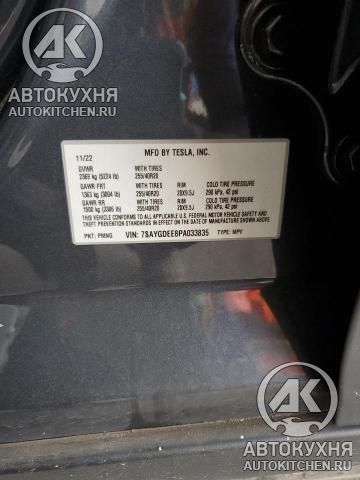 АК
АВТОКУХНЯ
AutoKuchni.RU
MFD BY TESLA, INC.
11/22
GVWR WITH TIRES
2369 kg (5224 lb) 255/40R20
GAWR FRT WITH TIRES RIM COLD TIRE PRESSURE
1363 kg (3004 lb) 255/40R20 20X9.5J 290 kPa, 42 psi
GAWR RR WITH TIRES RIM COLD TIRE PRESSURE
1500 kg (3306 lb) 255/40R20 20X9.5J 290 kPa, 42 psi
THIS VEHICLE CONFORMS TO ALL APPLICABLE U.S. FEDERAL MOTOR VEHICLE SAFETY AND
THEFT PREVENTION STANDARDS IN EFFECT ON THE DATE OF MANUFACTURE SHOWN ABOVE.
PNT: PMNG VIN: 7SAYGDEE8PA033835 TYPE: MPV
АК
АВТОКУХНЯ
AutoKuchni.RU